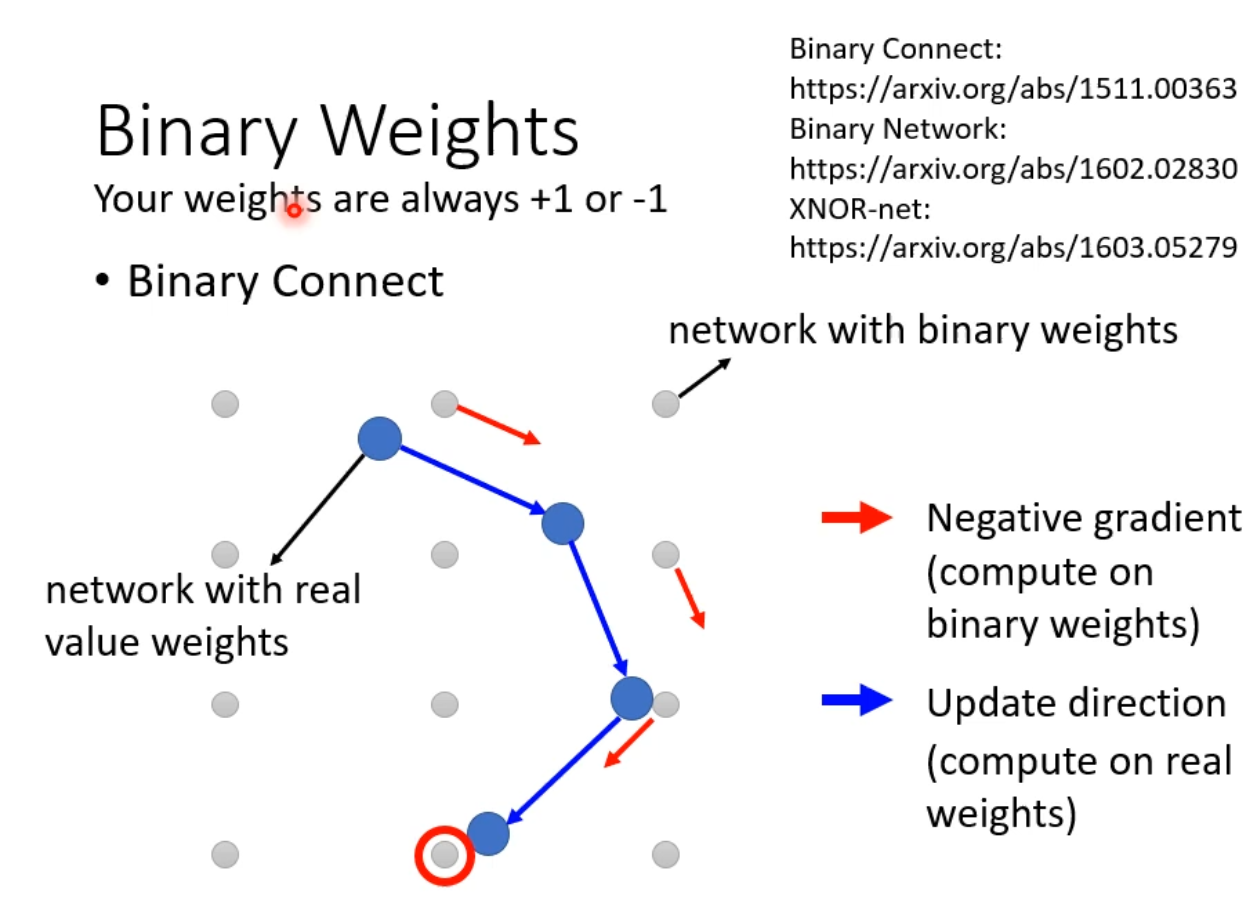 Binary Connect:
https://arxiv.org/abs/1511.00363
Binary Network:
https://arxiv.org/abs/1602.02830
XNOR-net:
https://arxiv.org/abs/1603.05279
Binary Weights
Your weights are always +1 or -1
• Binary Connect
network with binary weights
network with real
value weights
Negative gradient
(compute on
binary weights)
Update direction
(compute on real
weights)